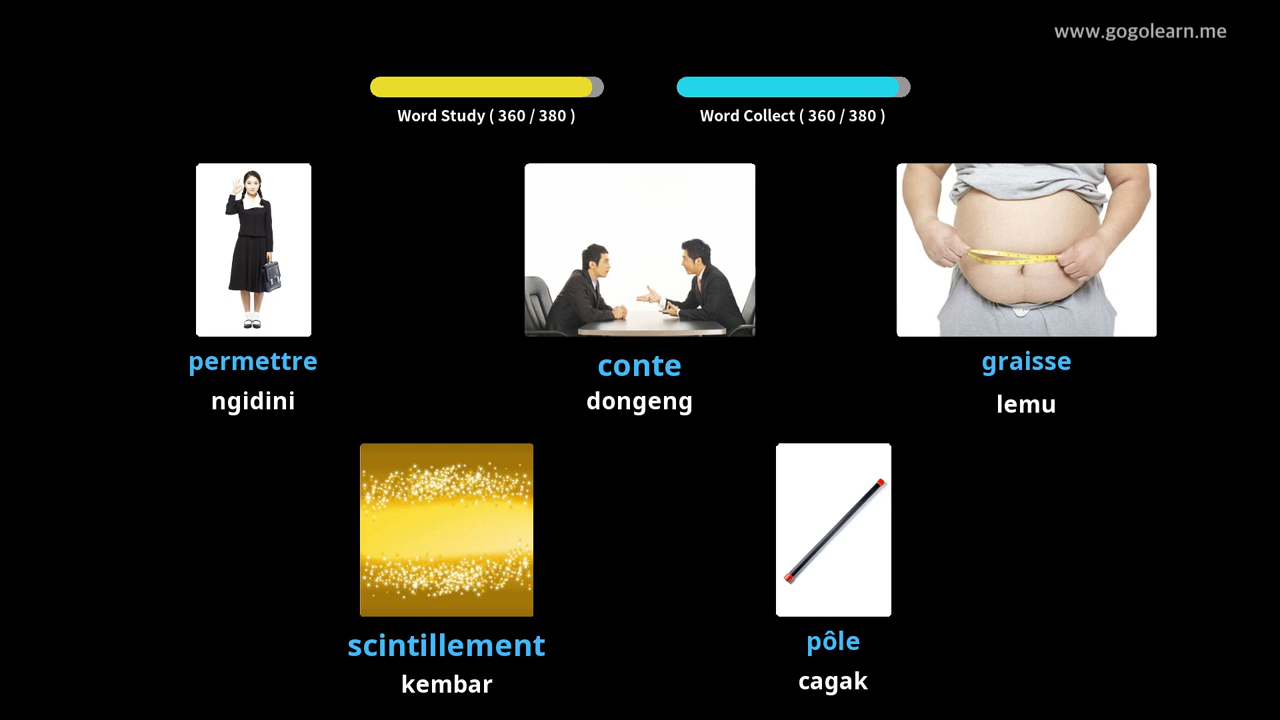 www.gogolearn.me
Word Study ( 360 / 380 )
Word Collect ( 360 / 380 )
permettre
ngidini
conte
dongeng
graisse
lemu
scintillement
kembar
pôle
cagak